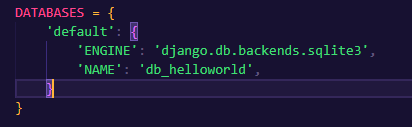 DATABASES = {
    'default': {
        'ENGINE': 'django.db.backends.sqlite3',
        'NAME': 'db_helloworld',
    }
}